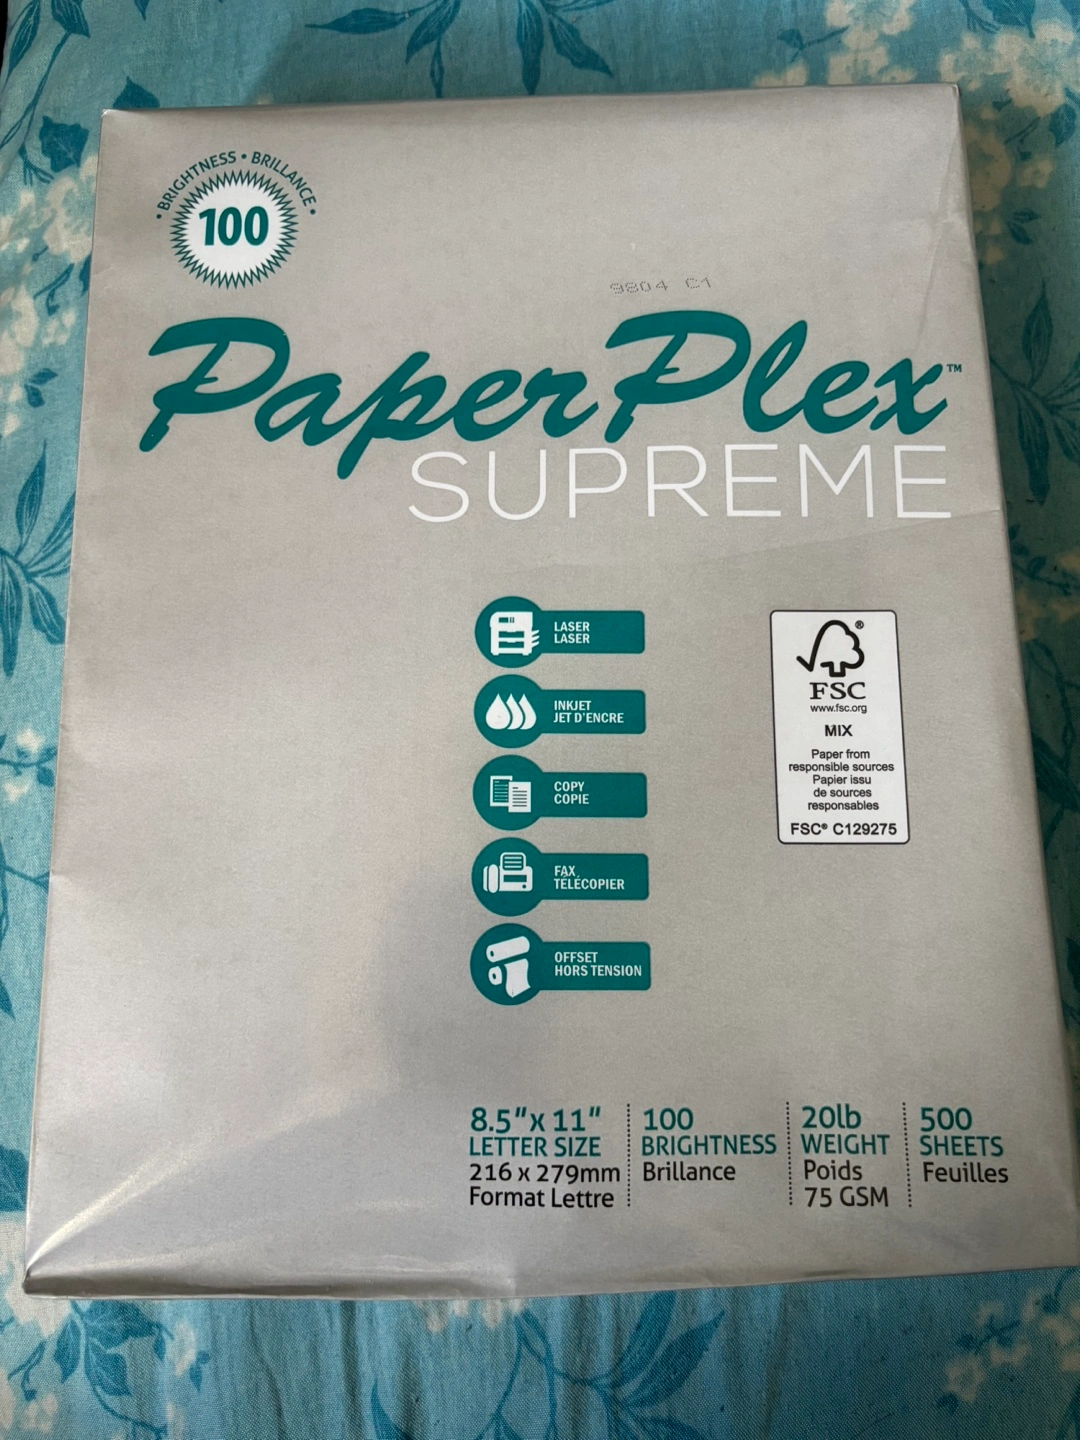 • BRIGHTNESS • BRILLANCE •
100
9804 C1
PaperPlex™
SUPREME
LASER
LASER
INKJET
JET D'ENCRE
COPY
COPIE
FAX
TÉLÉCOPIER
OFFSET
HORS TENSION
FSC®
www.fsc.org
MIX
Paper from
responsible sources
Papier issu
de sources
responsables
FSC® C129275
8.5"x 11"
LETTER SIZE
216 x 279mm
Format Lettre
100
BRIGHTNESS
Brillance
20lb
WEIGHT
Poids
75 GSM
500
SHEETS
Feuilles